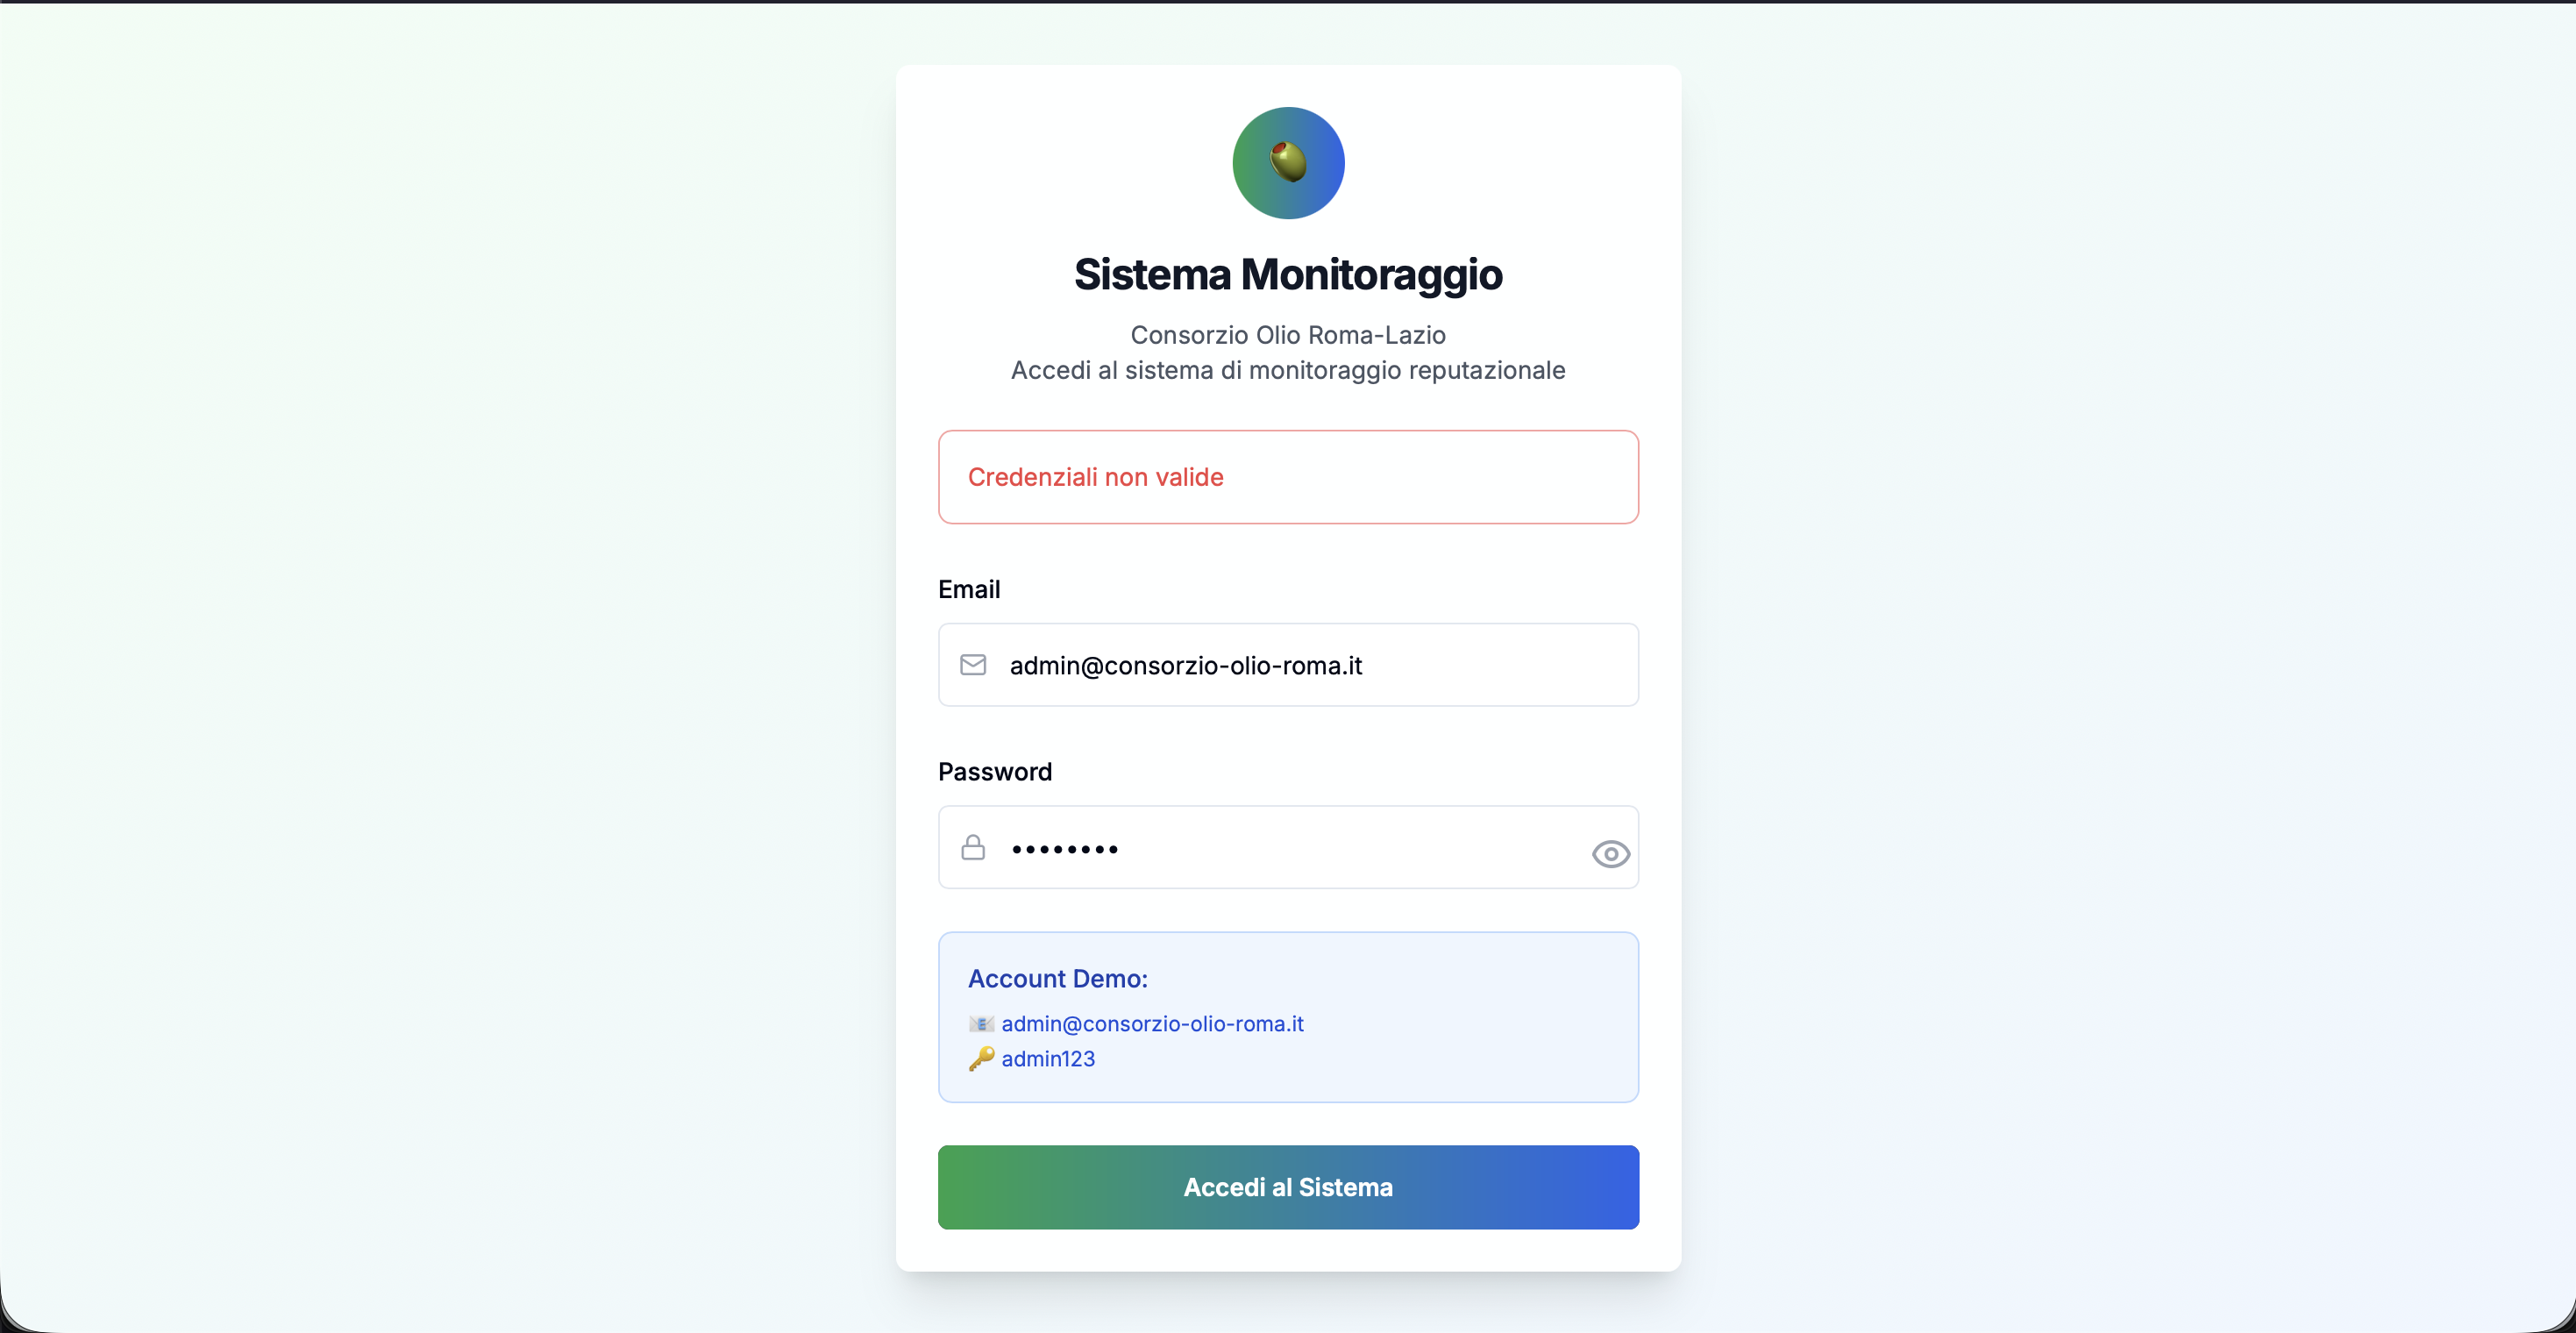 Sistema Monitoraggio
Consorzio Olio Roma-Lazio
Accedi al sistema di monitoraggio reputazionale
Credenziali non valide
Email
admin@consorzio-olio-roma.it
Password
••••••••
Account Demo:
📧 admin@consorzio-olio-roma.it
🔑 admin123
Accedi al Sistema